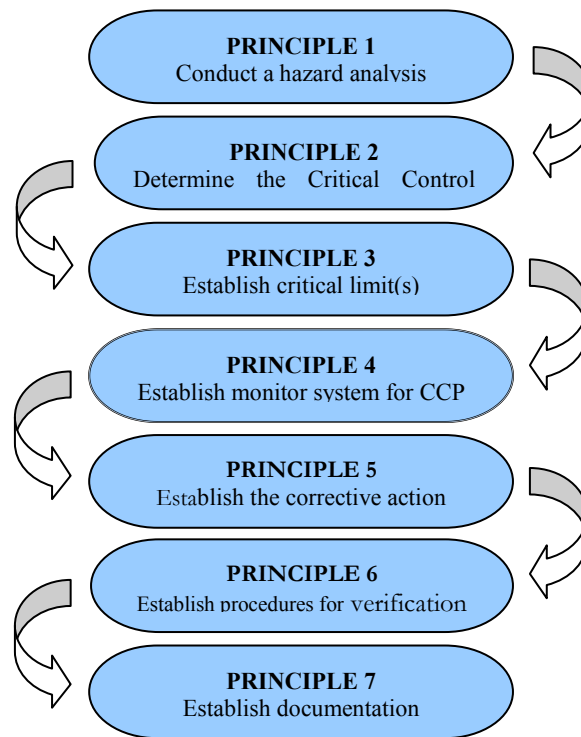 PRINCIPLE 1
Conduct a hazard analysis
PRINCIPLE 2
Determine the Critical Control
PRINCIPLE 3
Establish critical limit(s)
PRINCIPLE 4
Establish monitor system for CCP
PRINCIPLE 5
Establish the corrective action
PRINCIPLE 6
Establish procedures for verification
PRINCIPLE 7
Establish documentation